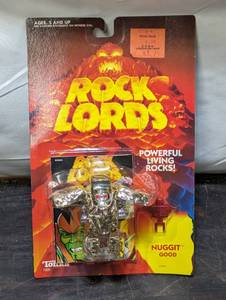 AGES: 5 AND UP
ROCK
LORDS
POWERFUL
LIVING
ROCKS!
NUGGIT
GOOD
Tonka